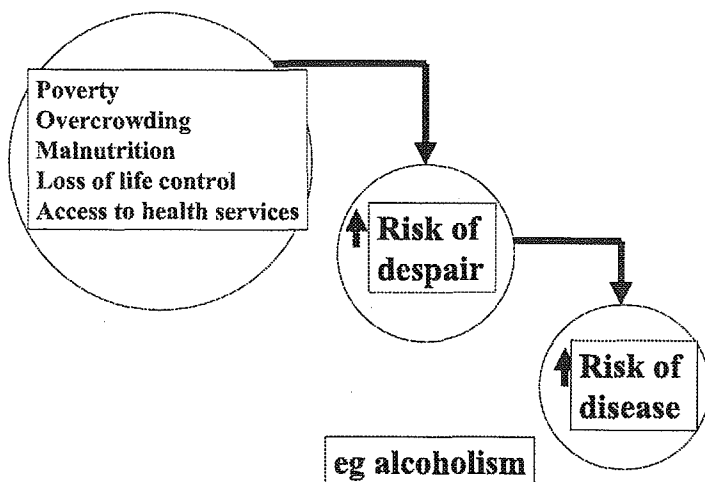 Poverty
Overcrowding
Malnutrition
Loss of life control
Access to health services
Risk of
despair
Risk of
disease
eg alcoholism